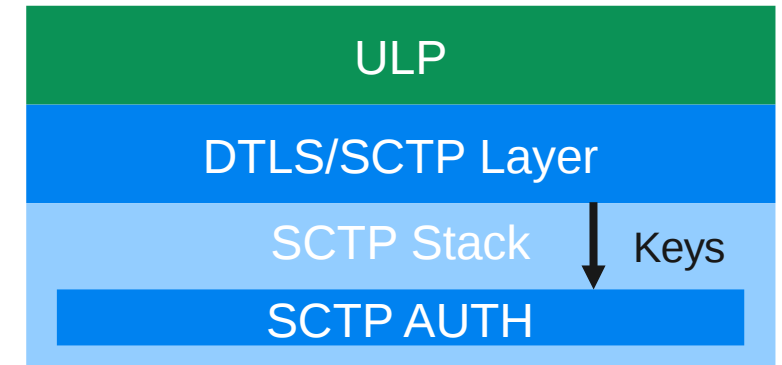 ULP
DTLS/SCTP Layer
SCTP Stack
Keys
SCTP AUTH